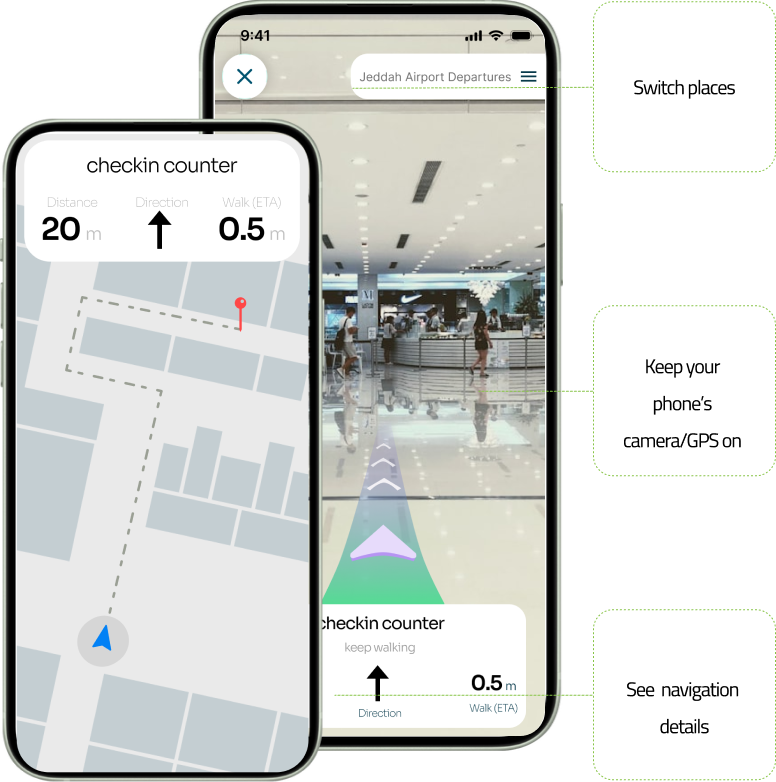 9:41
Jeddah Airport Departures
Switch places
checkin counter
Distance
Direction
Walk (ETA)
20 m
0.5 m
Keep your
phone's
camera/GPS on
checkin counter
keep walking
0.5 m
Direction
Walk (ETA)
See navigation
details